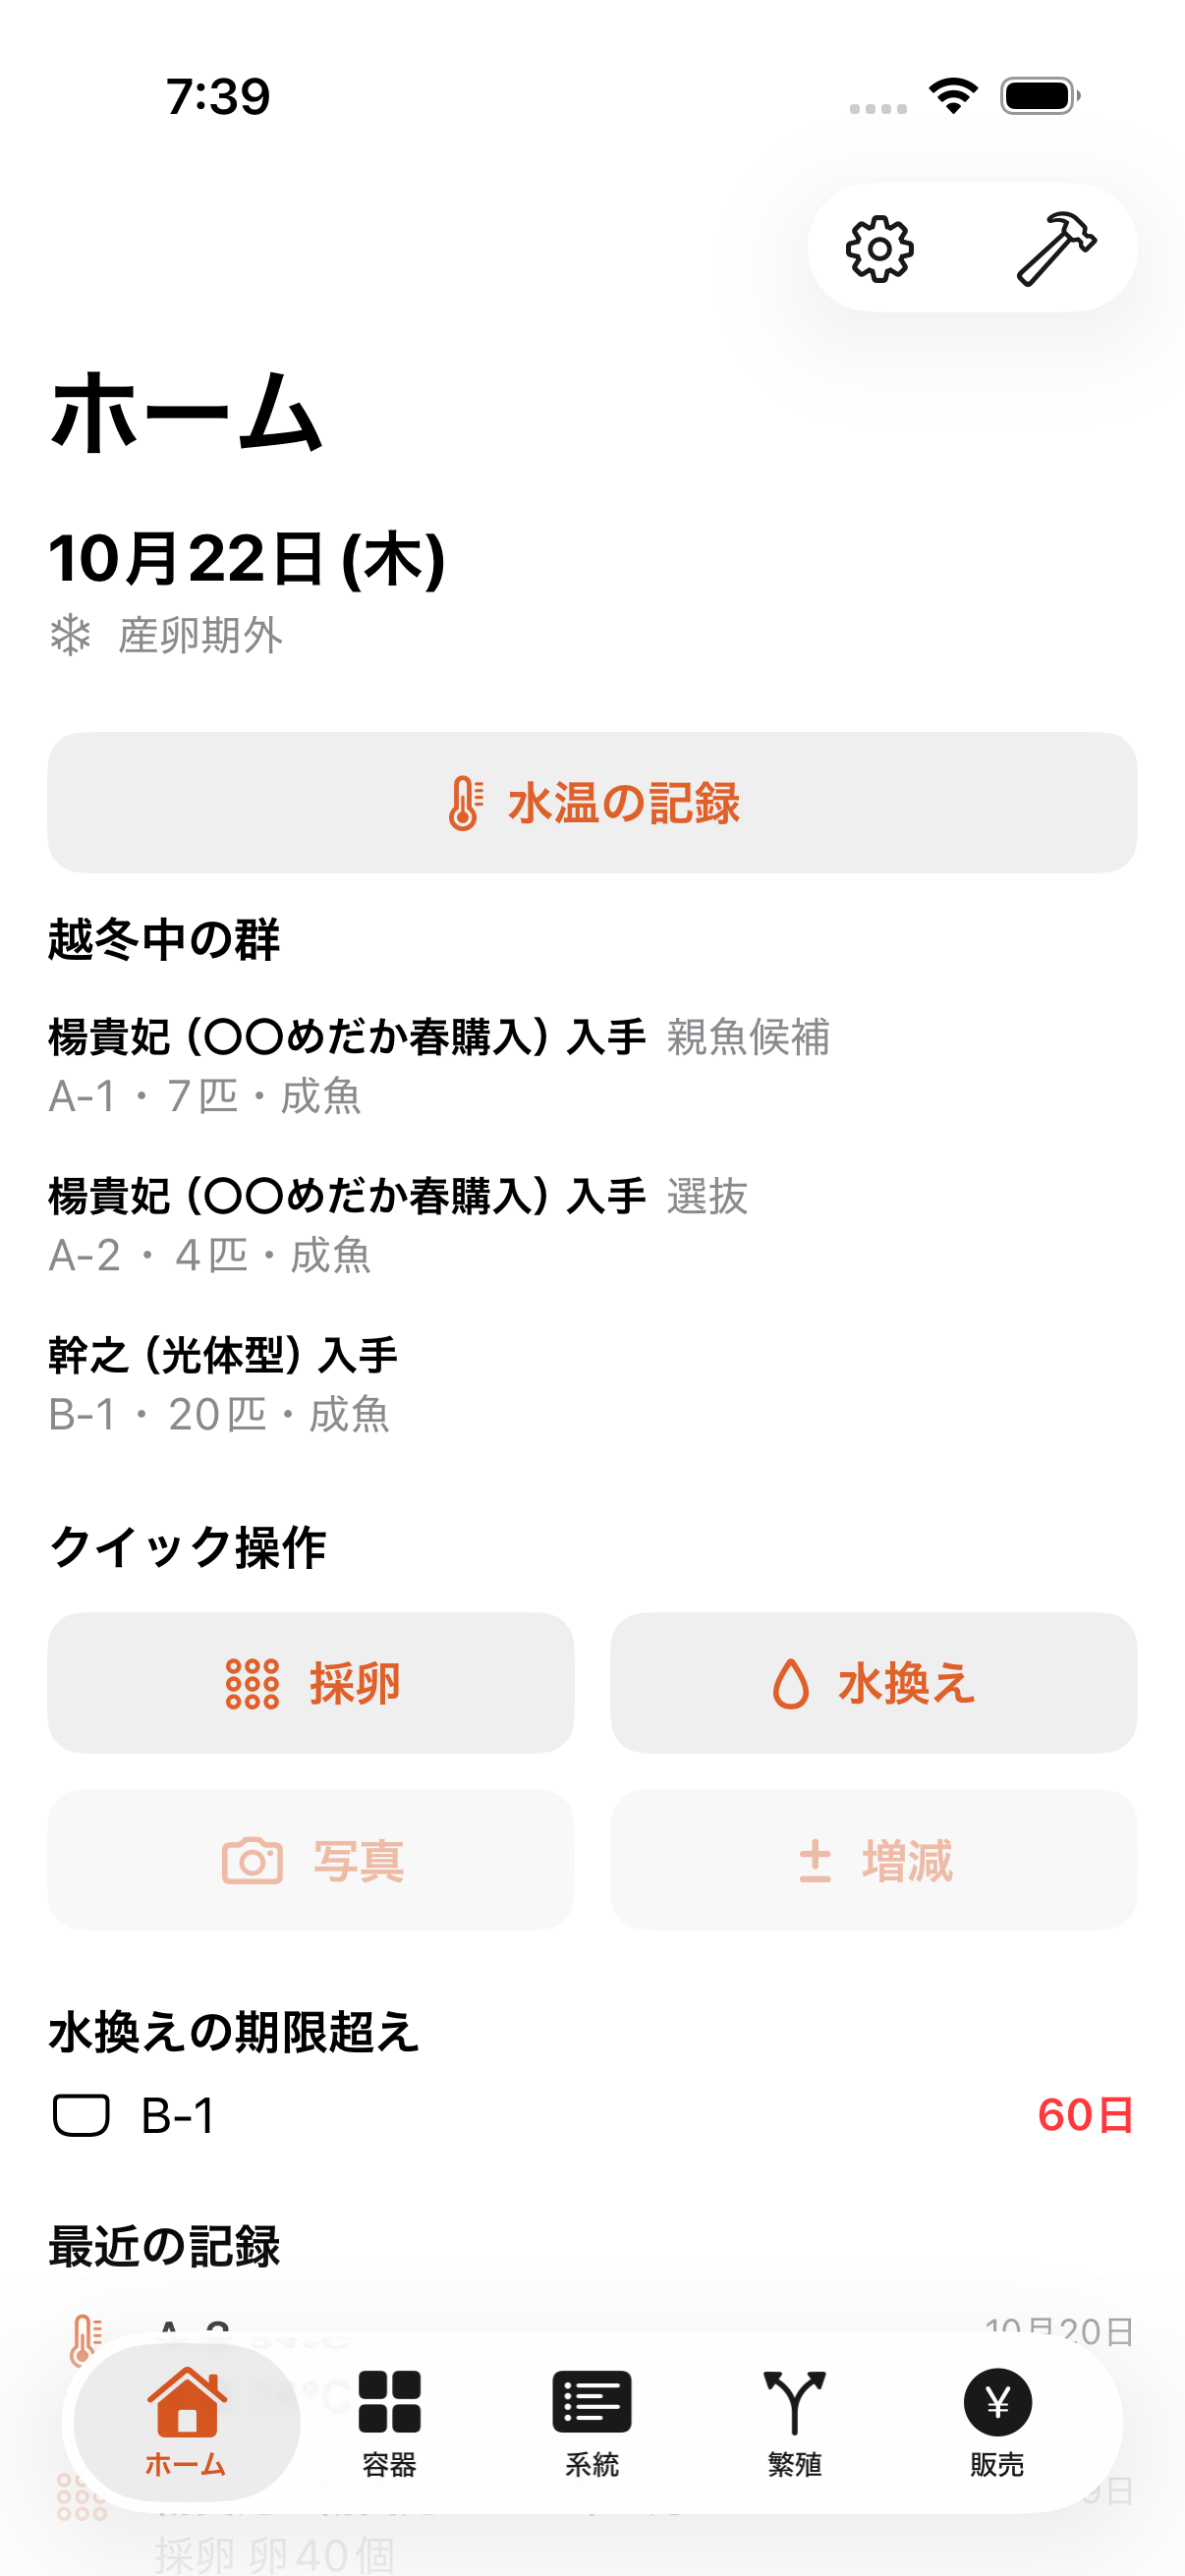 7:39
ホーム
10月22日 (木)
産卵期外
水温の記録
越冬中の群
楊貴妃（〇〇めだか春購入）入手 親魚候補
A-1・7匹・成魚
楊貴妃（〇〇めだか春購入）入手 選抜
A-2・4匹・成魚
幹之（光体型）入手
B-1・20匹・成魚
クイック操作
採卵 水換え
写真 増減
水換えの期限超え
B-1 60日
最近の記録
10月20日
ホーム 容器 系統 繁殖 販売
採卵 卵40個